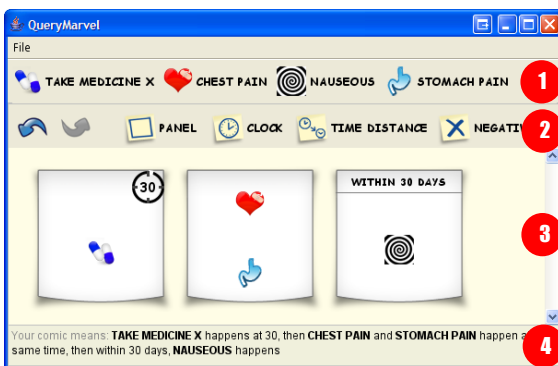 QueryMarvel
File
TAKE MEDICINE X CHEST PAIN NAUSEOUS STOMACH PAIN 1
PANEL CLOCK TIME DISTANCE NEGATI 2
30
WITHIN 30 DAYS
3
Your comic means: TAKE MEDICINE X happens at 30, then CHEST PAIN and STOMACH PAIN happen a
same time, then within 30 days, NAUSEOUS happens
4